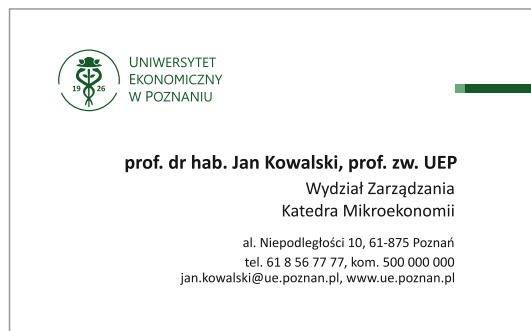 UNIWERSYTET
EKONOMICZNY
W POZNANIU
19 26
prof. dr hab. Jan Kowalski, prof. zw. UEP
Wydział Zarządzania
Katedra Mikroekonomii
al. Niepodległości 10, 61-875 Poznań
tel. 61 8 56 77 77, kom. 500 000 000
jan.kowalski@ue.poznan.pl, www.ue.poznan.pl